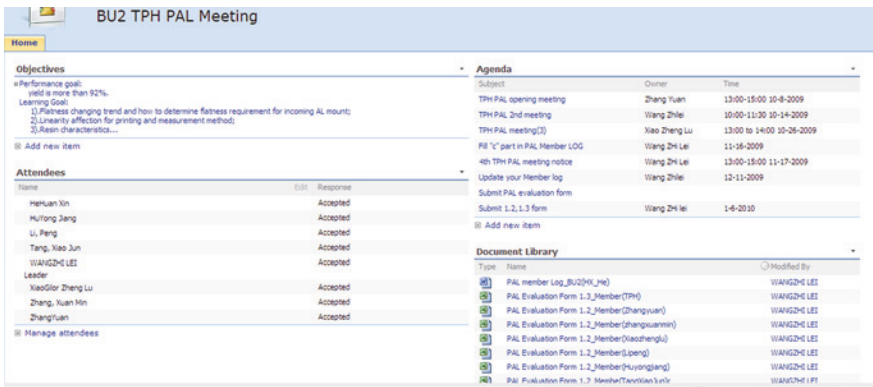 BU2 TPH PAL Meeting
Home
Objectives
Performance goal:
yield is more than 92%.
Learning Goal:
1).Flatness changing trend and how to determine flatness requirement for incoming AL mount;
2).Linearity affection for printing and measurement method;
3).Resin characteristics...
Add new item
Attendees
Name Edit Response
HeHuan Xin Accepted
HuYong Jiang Accepted
Li, Peng Accepted
Tang, Xiao Jun Accepted
WANGZHI LEI Accepted
Leader
XiaoGlor Zheng Lu Accepted
Zhang, Xuan Min Accepted
ZhangYuan Accepted
Manage attendees
Agenda
Subject Owner Time
TPH PAL opening meeting Zhang Yuan 13:00-15:00 10-8-2009
TPH PAL 2nd meeting Wang Zhilei 10:00-11:30 10-14-2009
TPH PAL meeting(3) Xiao Zheng Lu 13:00 to 14:00 10-26-2009
Fill "c" part in PAL Member LOG Wang ZHi Lei 11-16-2009
4th TPH PAL meeting notice Wang ZHi Lei 13:00-15:00 11-17-2009
Update your Member log Wang Zhilei 12-11-2009
Submit PAL evaluation form
Submit 1.2,1.3 form Wang ZHi lei 1-6-2010
Add new item
Document Library
Type Name Modified By
PAL member Log_BU2(HX_He) WANGZHI LEI
PAL Evaluation Form 1.3_Member(TPH) WANGZHI LEI
PAL Evaluation Form 1.2_Member(Zhangyuan) WANGZHI LEI
PAL Evaluation Form 1.2_Member(zhangxuanmin) WANGZHI LEI
PAL Evaluation Form 1.2_Member(Xiaozhenglu) WANGZHI LEI
PAL Evaluation Form 1.2_Member(Lipeng) WANGZHI LEI
PAL Evaluation Form 1.2_Member(Huyongjiang) WANGZHI LEI
PAL Evaluation Form 1.2 WANGZHI LEI